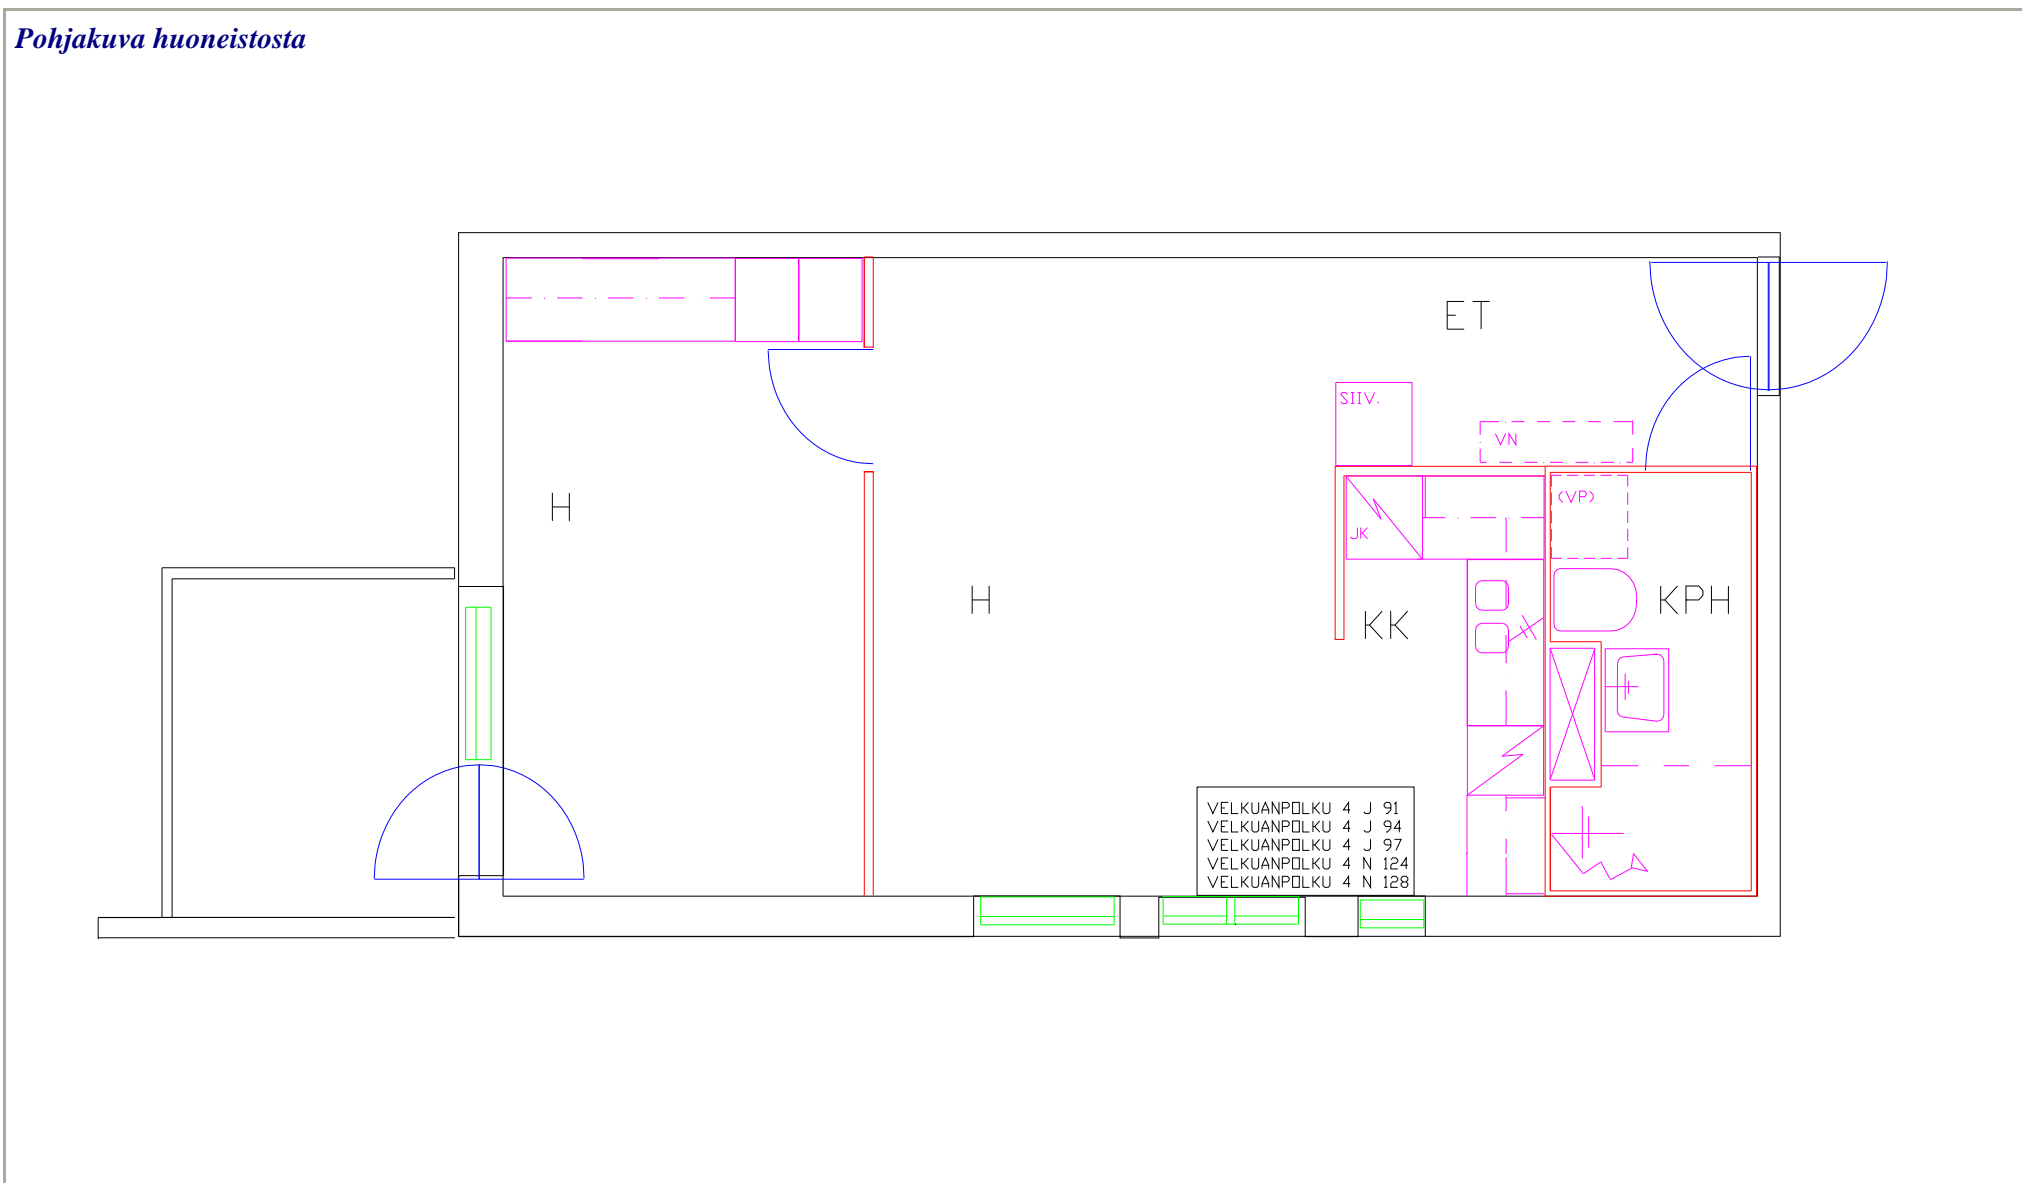 Pohjakuva huoneistosta
ET
SIIV.
VN
H
(VP)
JK
H
KK
KPH
VELKUANPOLKU 4 J 91
VELKUANPOLKU 4 J 94
VELKUANPOLKU 4 J 97
VELKUANPOLKU 4 N 124
VELKUANPOLKU 4 N 128